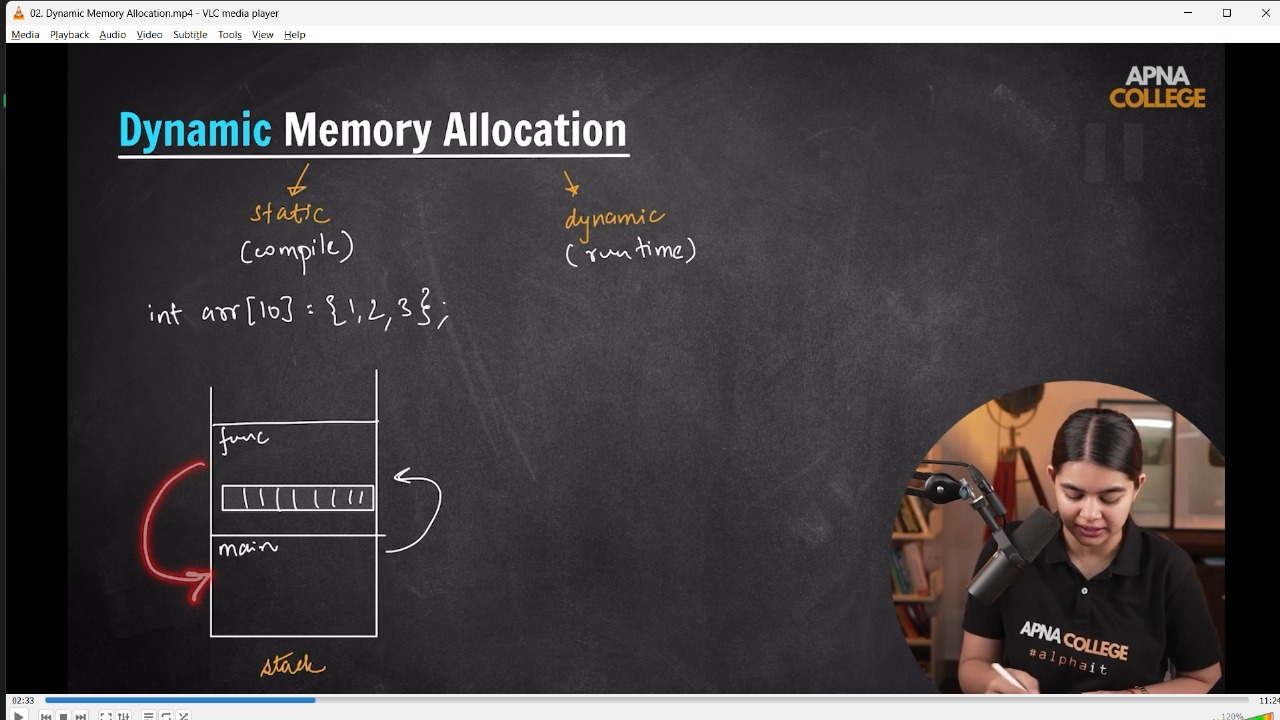 02. Dynamic Memory Allocation.mp4 - VLC media player
Media Playback Audio Video Subtitle Tools View Help
APNA
COLLEGE
Dynamic Memory Allocation
static
dynamic
(compile)
(runtime)
int arr[10] = {1,2,3};
func
main
stack
APNA COLLEGE
#alphait
02:33
11:24
120%